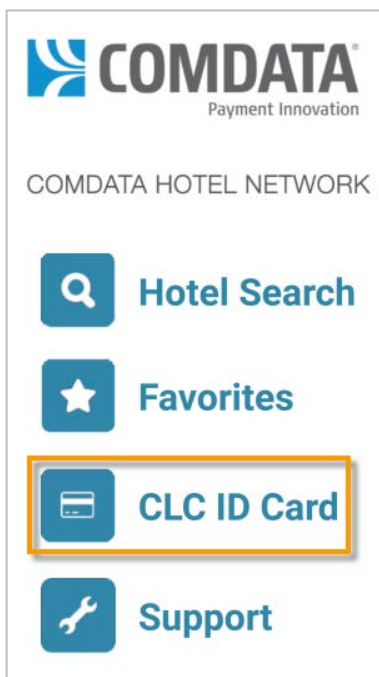 COMDATA
Payment Innovation
COMDATA HOTEL NETWORK
Hotel Search
Favorites
CLC ID Card
Support